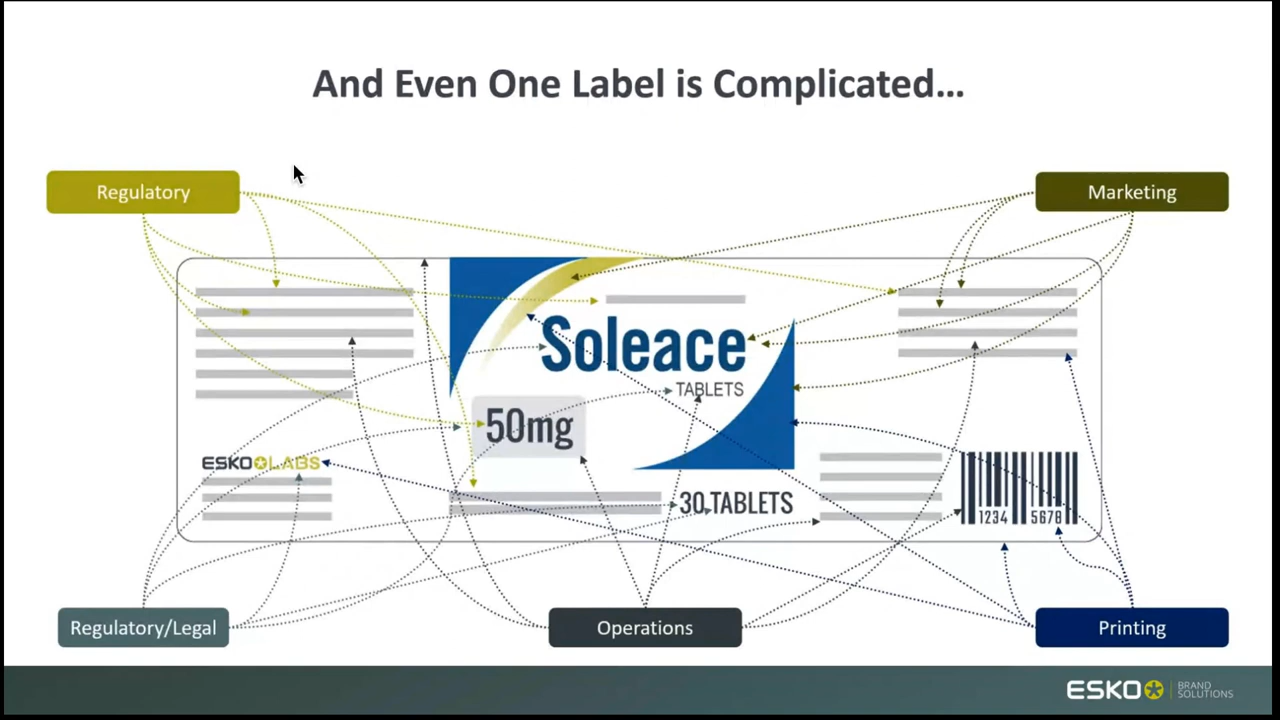 And Even One Label is Complicated...
Regulatory
Marketing
Soleace
TABLETS
50mg
ESKO LABS
30 TABLETS
1234 5678
Regulatory/Legal
Operations
Printing
ESKO
BRAND
SOLUTIONS